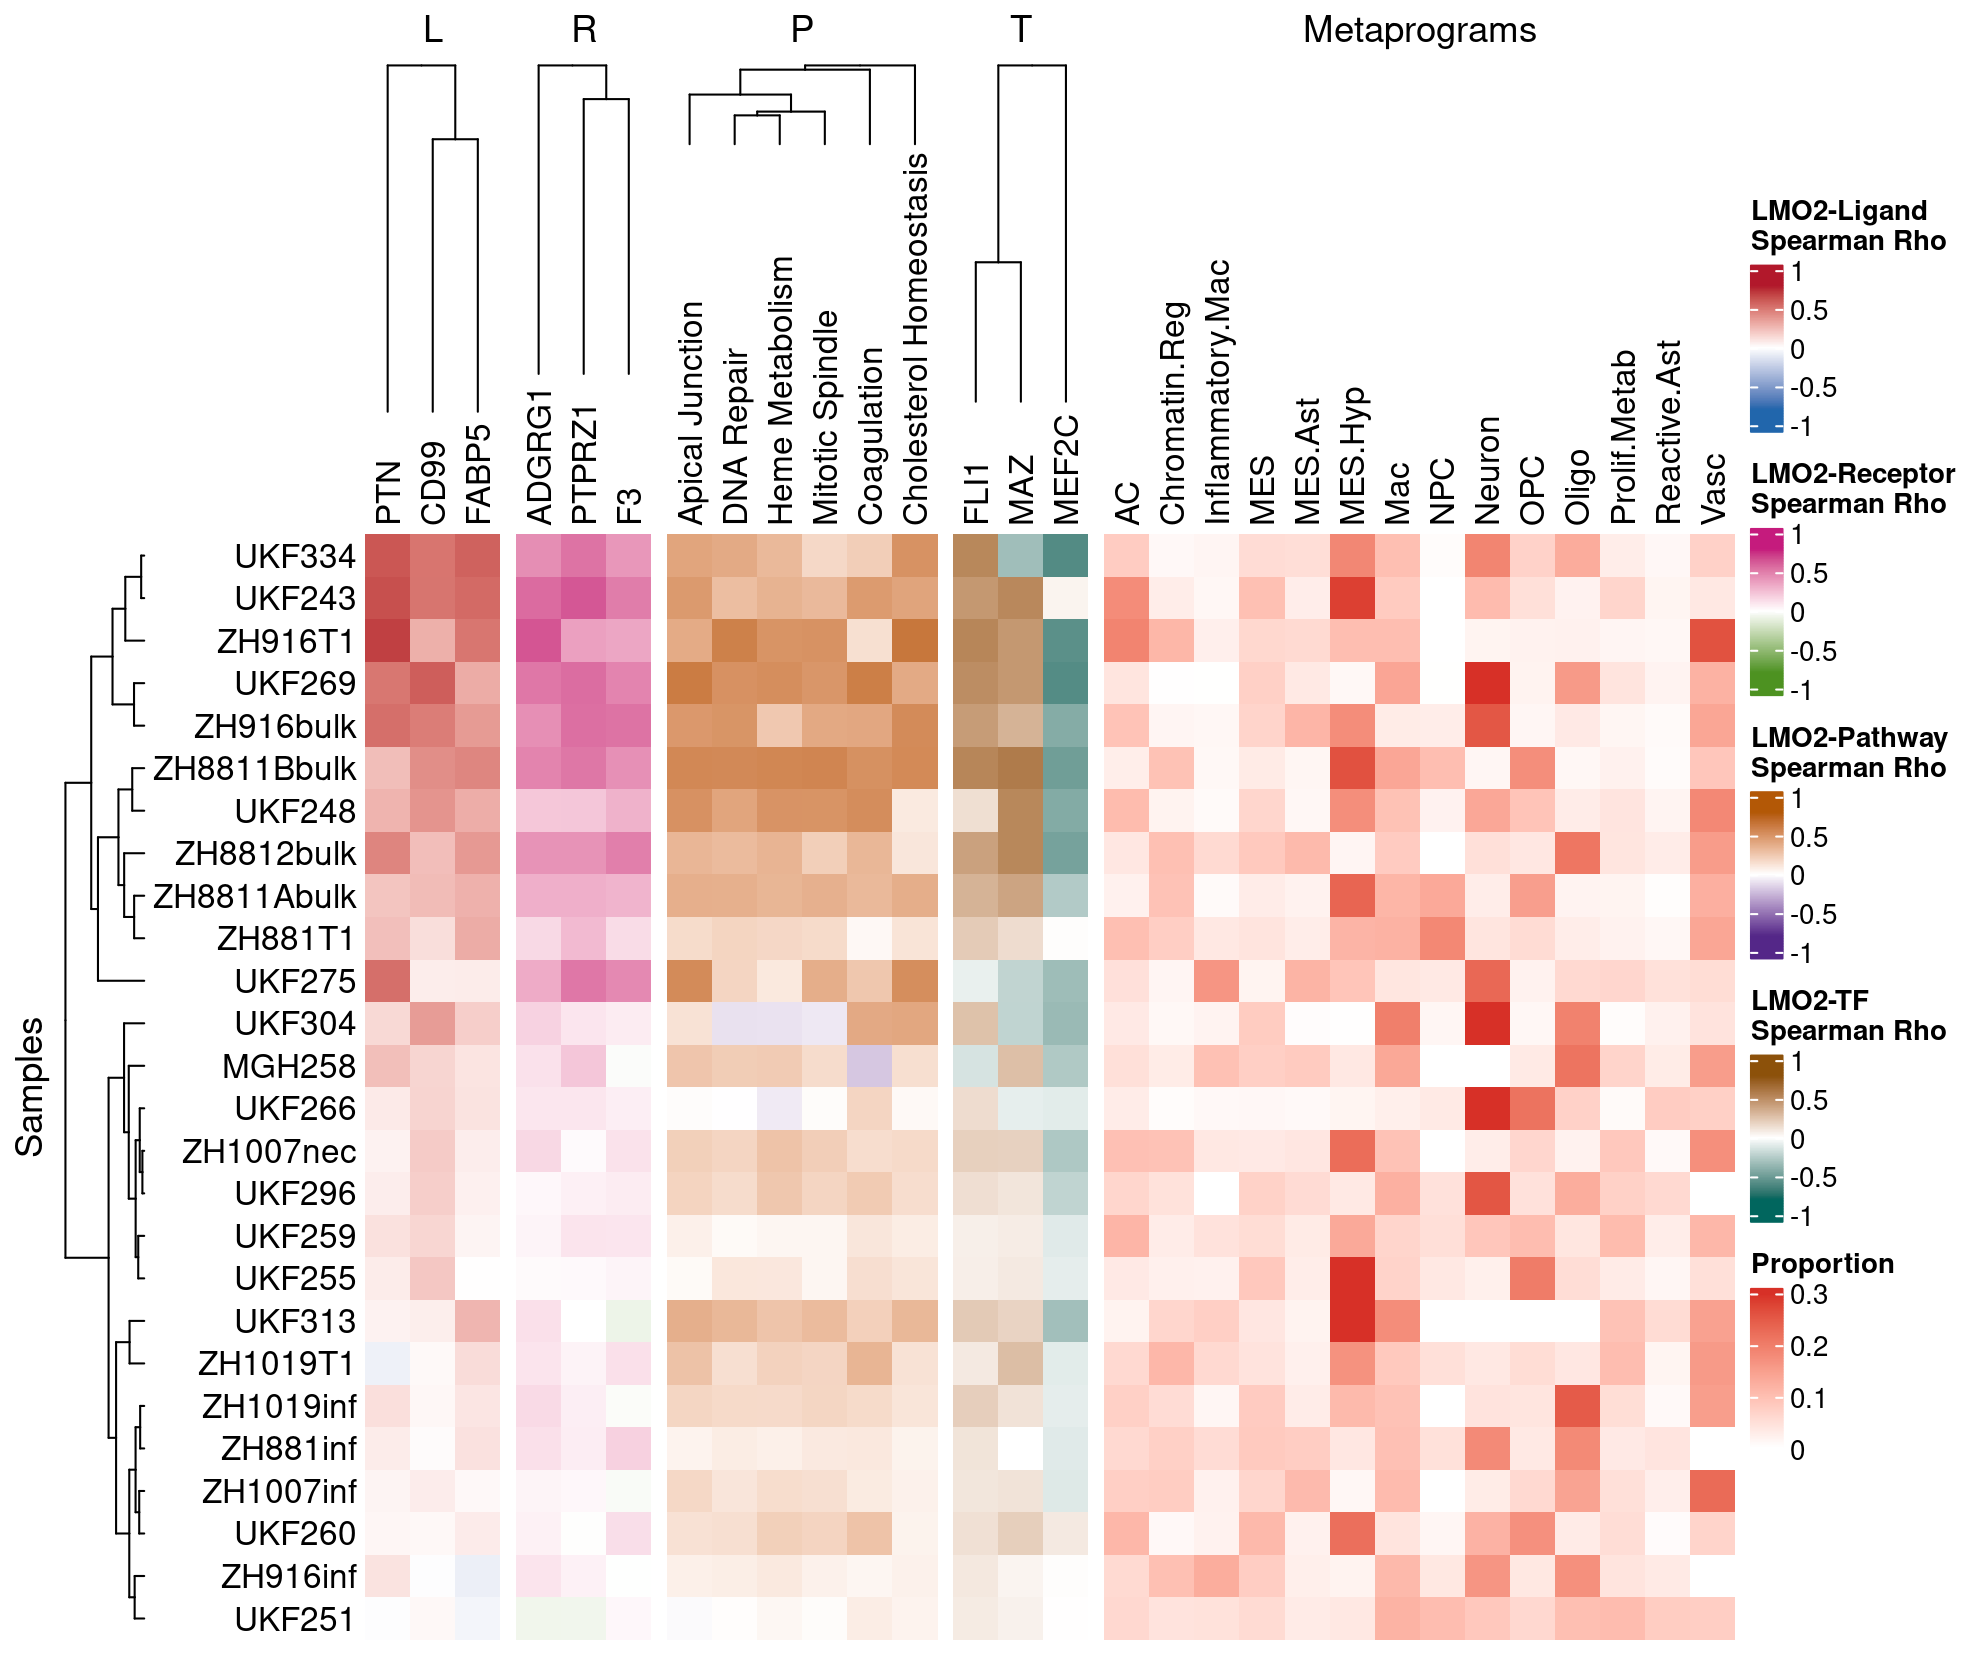 L R P T Metaprograms
PTN
CD99
FABP5
ADGRG1
PTPRZ1
F3
Apical Junction
DNA Repair
Heme Metabolism
Mitotic Spindle
Coagulation
Cholesterol Homeostasis
FLI1
MAZ
MEF2C
AC
Chromatin.Reg
Inflammatory.Mac
MES
MES.Ast
MES.Hyp
Mac
NPC
Neuron
OPC
Oligo
Prolif.Metab
Reactive.Ast
Vasc
Samples
UKF334
UKF243
ZH916T1
UKF269
ZH916bulk
ZH8811Bbulk
UKF248
ZH8812bulk
ZH8811Abulk
ZH881T1
UKF275
UKF304
MGH258
UKF266
ZH1007nec
UKF296
UKF259
UKF255
UKF313
ZH1019T1
ZH1019inf
ZH881inf
ZH1007inf
UKF260
ZH916inf
UKF251
LMO2-Ligand
Spearman Rho
1
0.5
0
-0.5
-1
LMO2-Receptor
Spearman Rho
1
0.5
0
-0.5
-1
LMO2-Pathway
Spearman Rho
1
0.5
0
-0.5
-1
LMO2-TF
Spearman Rho
1
0.5
0
-0.5
-1
Proportion
0.3
0.2
0.1
0